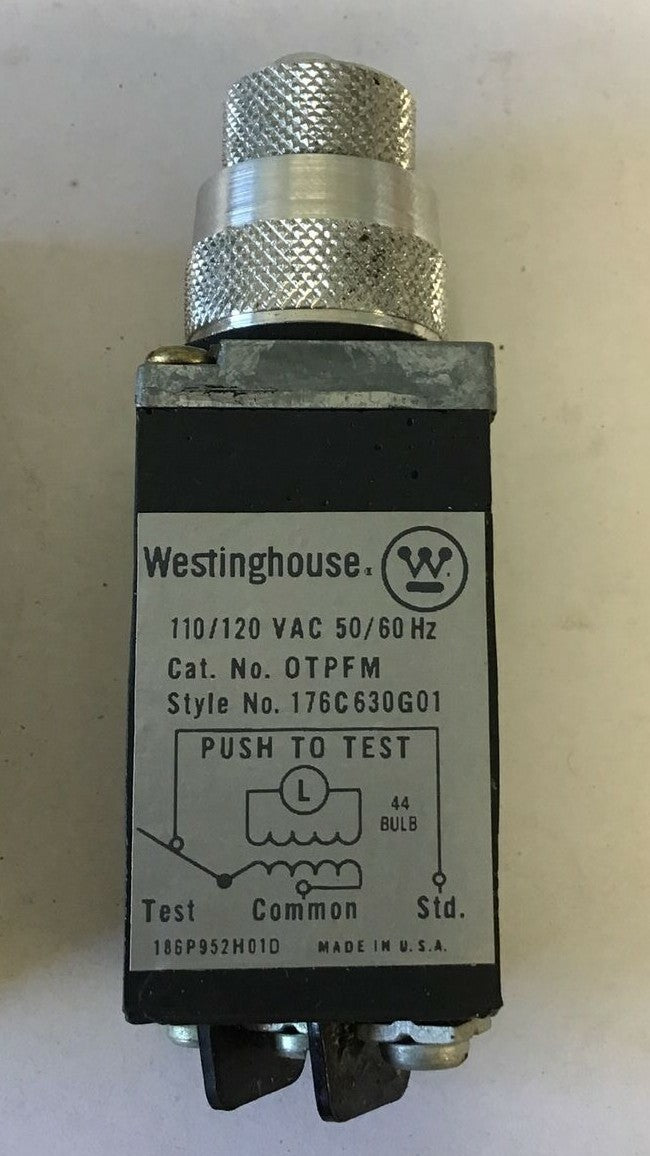 Westinghouse
W
110/120 VAC 50/60 Hz
Cat. No. OTPFM
Style No. 176C630G01
PUSH TO TEST
L
44
BULB
Test Common Std.
186P952H01D MADE IN U.S.A.